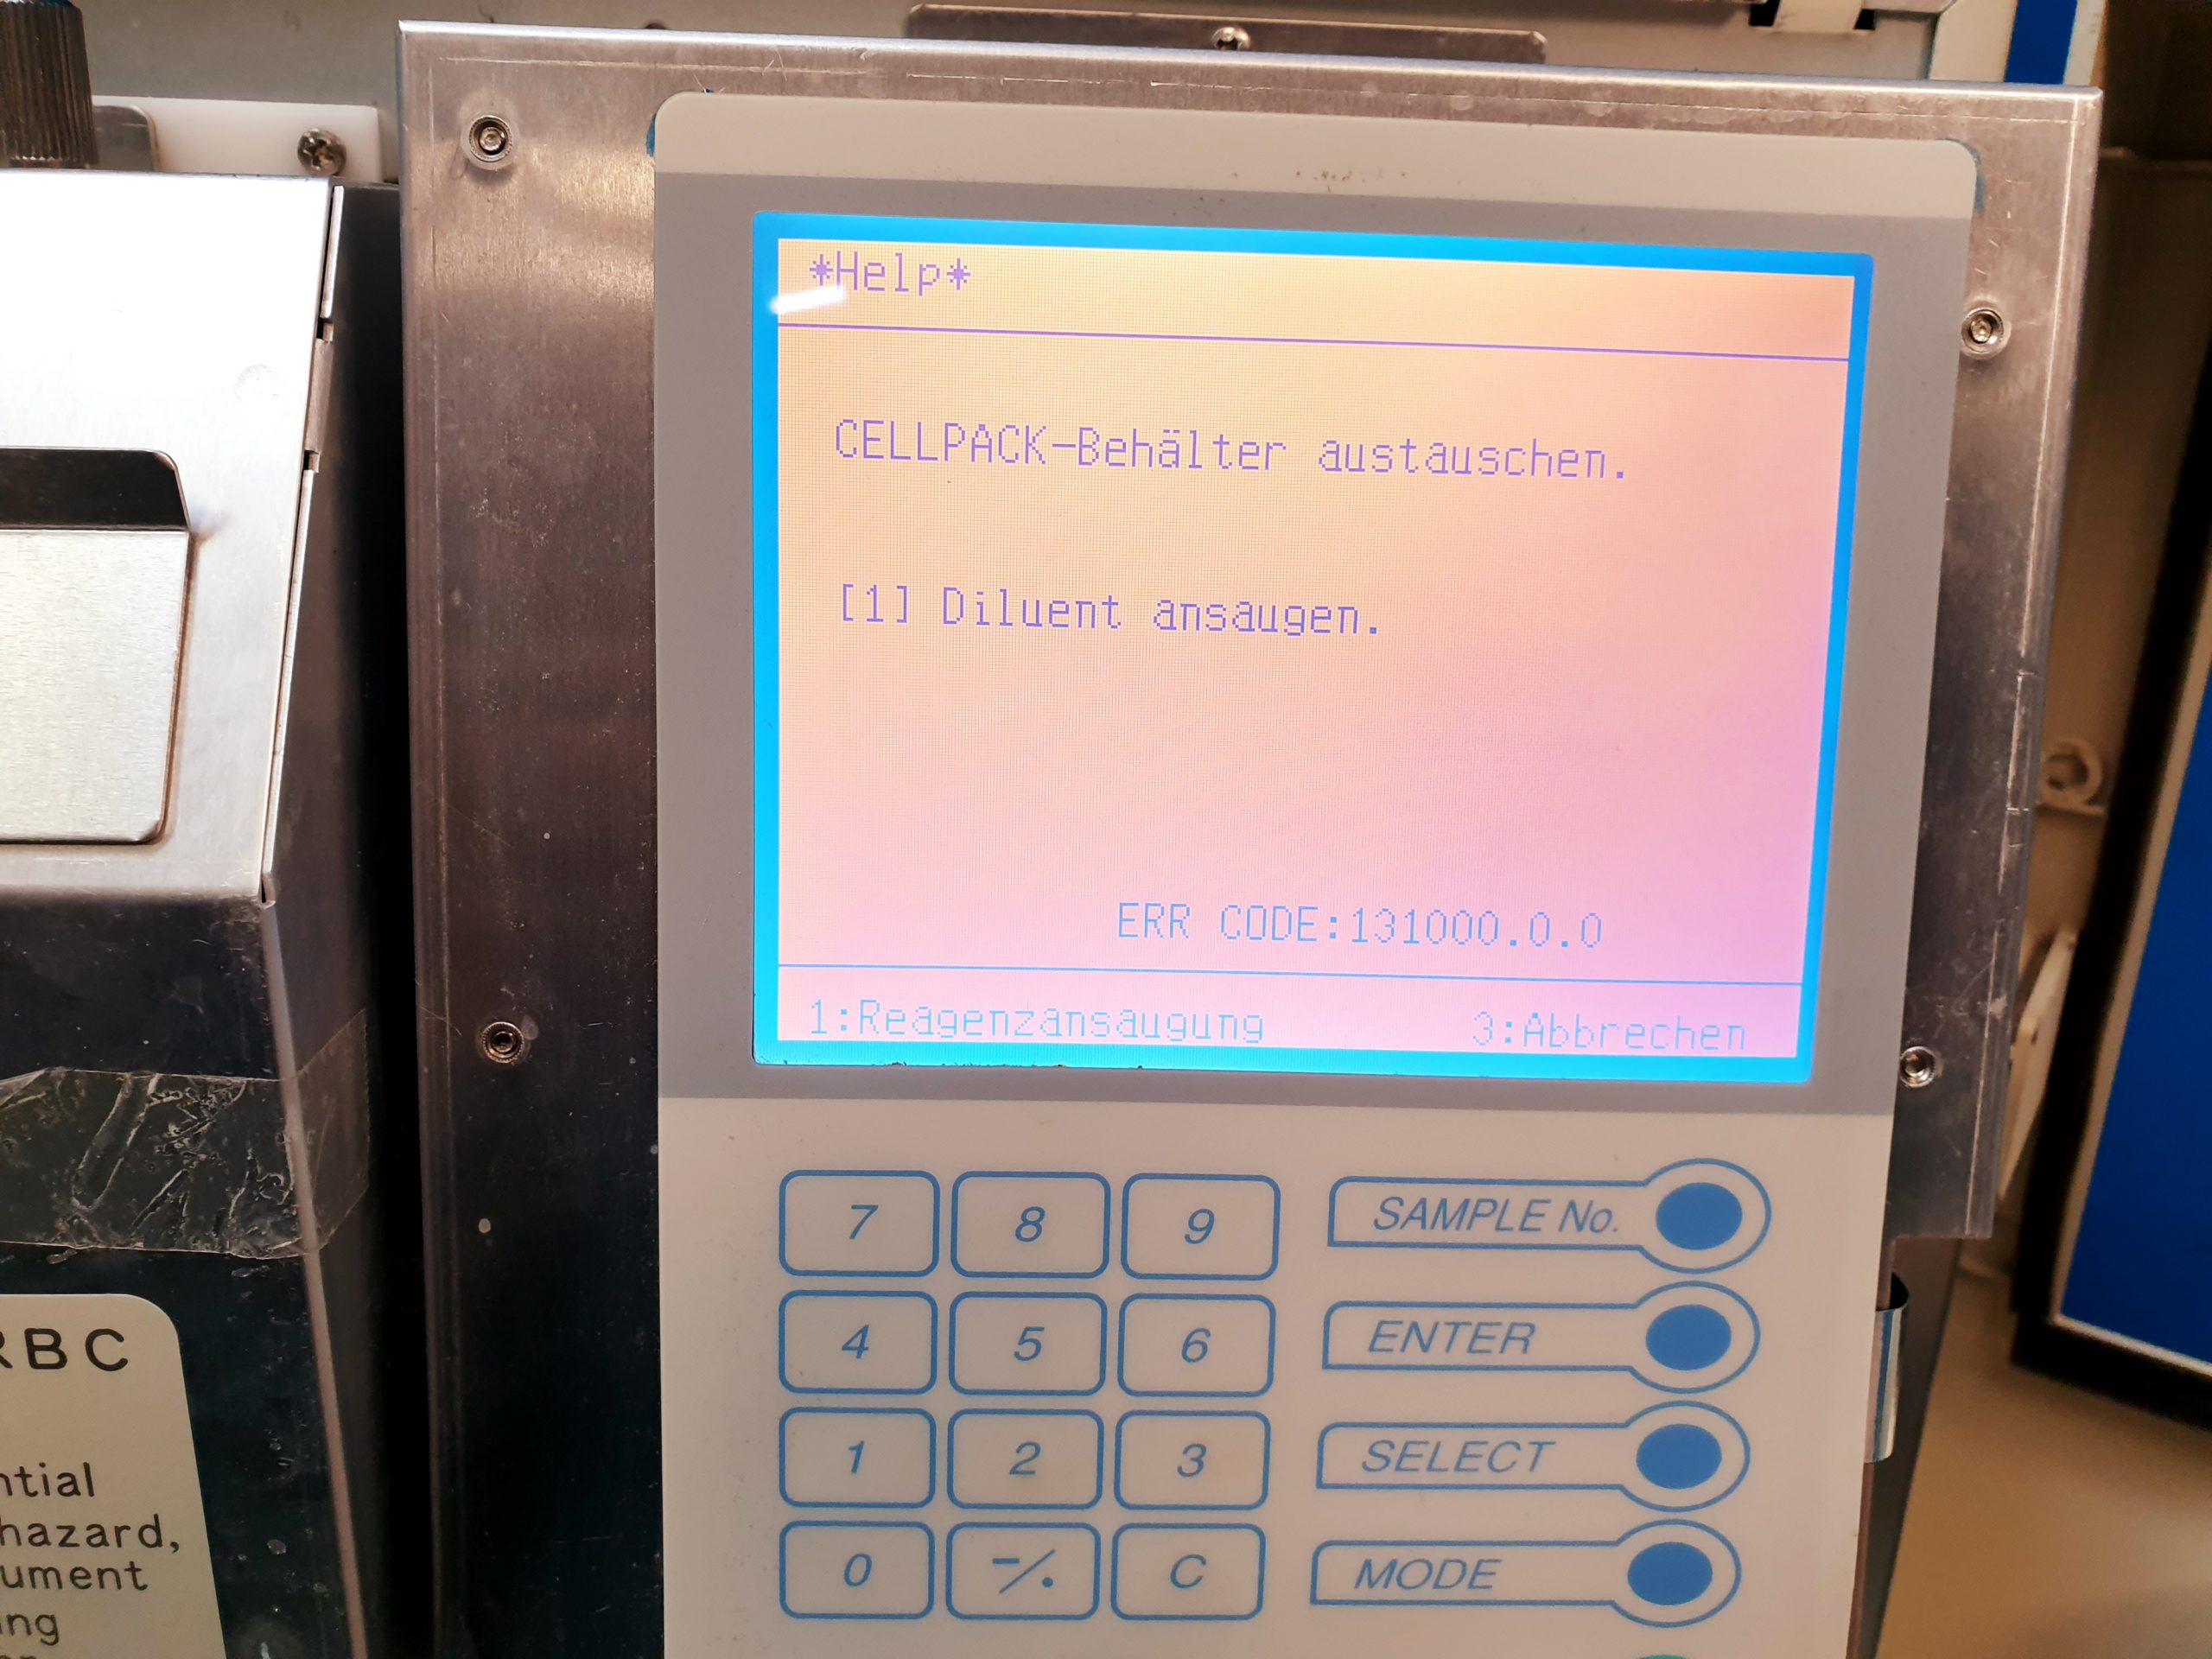 *Help*
CELLPACK-Behälter austauschen.
[1] Diluent ansaugen.
ERR CODE:131000.0.0
1:Reagenzansaugung 3:Abbrechen
7 8 9 SAMPLE No.
4 5 6 ENTER
1 2 3 SELECT
0 -/. C MODE
RBC
ntial
hazard,
ument
ing